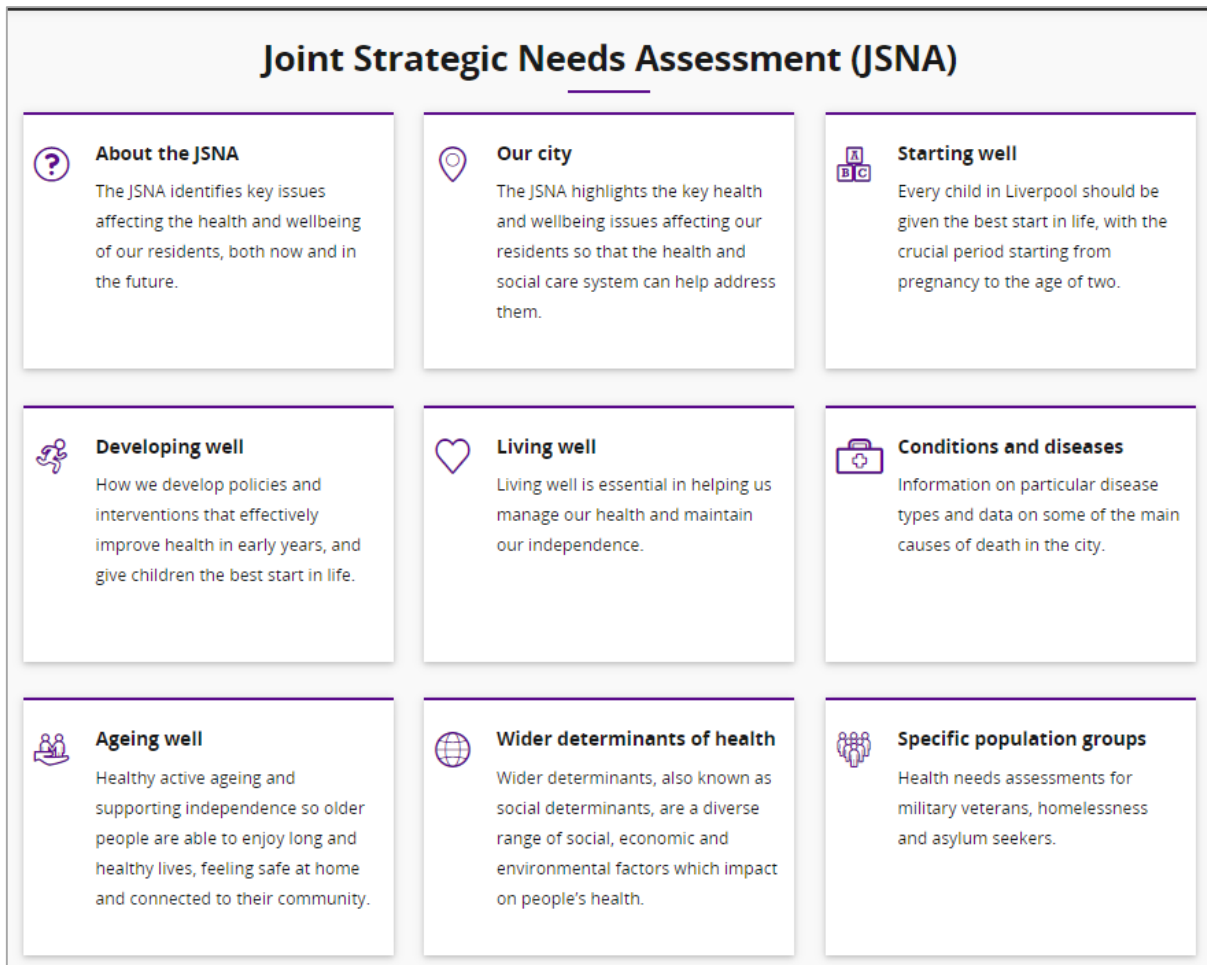 Joint Strategic Needs Assessment (JSNA)
About the JSNA
The JSNA identifies key issues
affecting the health and wellbeing
of our residents, both now and in
the future.
Our city
The JSNA highlights the key health
and wellbeing issues affecting our
residents so that the health and
social care system can help address
them.
A
B C
Starting well
Every child in Liverpool should be
given the best start in life, with the
crucial period starting from
pregnancy to the age of two.
Developing well
How we develop policies and
interventions that effectively
improve health in early years, and
give children the best start in life.
Living well
Living well is essential in helping us
manage our health and maintain
our independence.
Conditions and diseases
Information on particular disease
types and data on some of the main
causes of death in the city.
Ageing well
Healthy active ageing and
supporting independence so older
people are able to enjoy long and
healthy lives, feeling safe at home
and connected to their community.
Wider determinants of health
Wider determinants, also known as
social determinants, are a diverse
range of social, economic and
environmental factors which impact
on people’s health.
Specific population groups
Health needs assessments for
military veterans, homelessness
and asylum seekers.